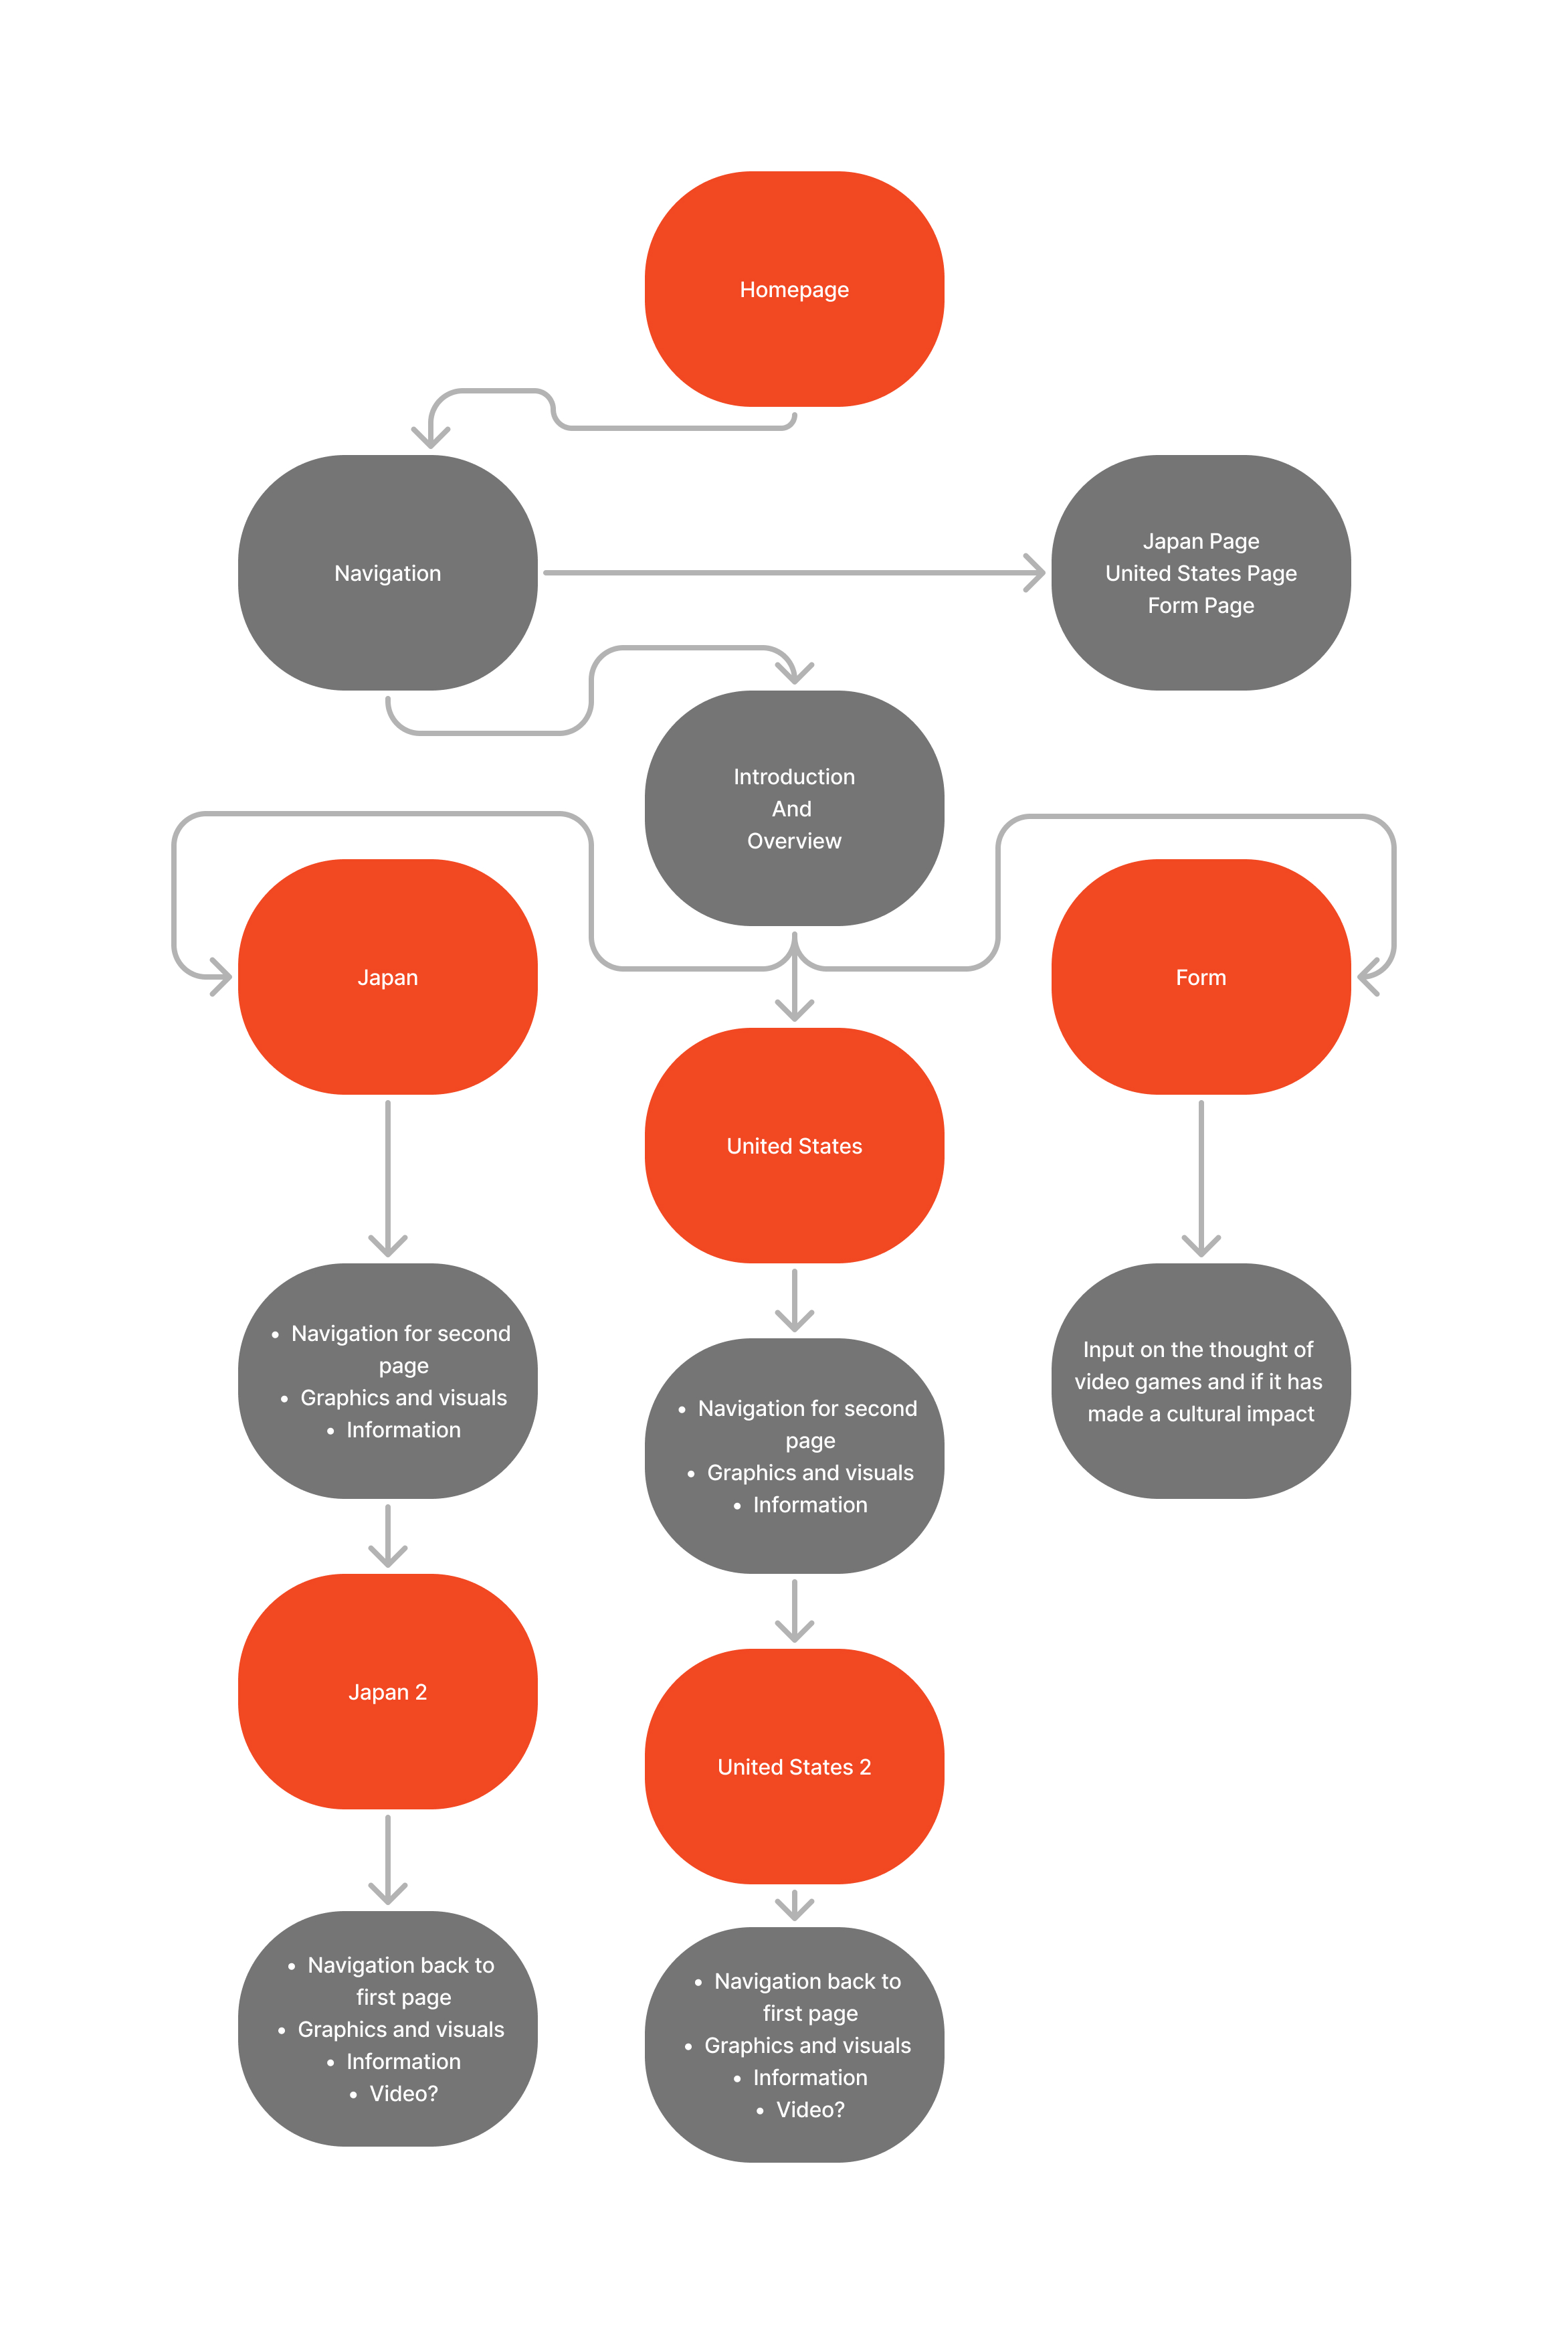 Homepage
Navigation
Japan Page
United States Page
Form Page
Introduction
And
Overview
Japan
Form
United States
• Navigation for second
page
• Graphics and visuals
• Information
• Navigation for second
page
• Graphics and visuals
• Information
Input on the thought of
video games and if it has
made a cultural impact
Japan 2
United States 2
• Navigation back to
first page
• Graphics and visuals
• Information
• Video?
• Navigation back to
first page
• Graphics and visuals
• Information
• Video?